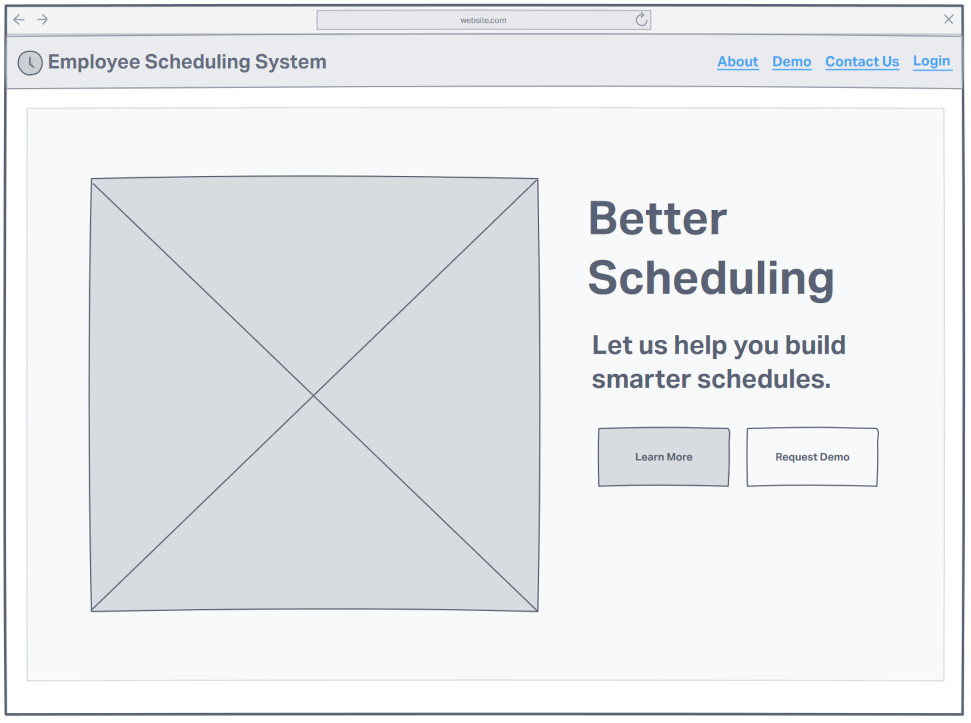 website.com
Employee Scheduling System
About Demo Contact Us Login
Better
Scheduling
Let us help you build
smarter schedules.
Learn More
Request Demo